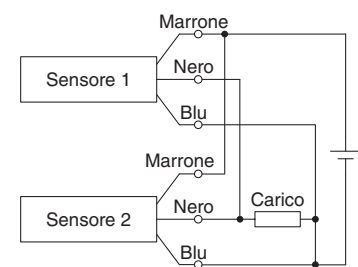 Marrone
Sensore 1
Nero
Blu
Marrone
Sensore 2
Nero
Carico
Blu